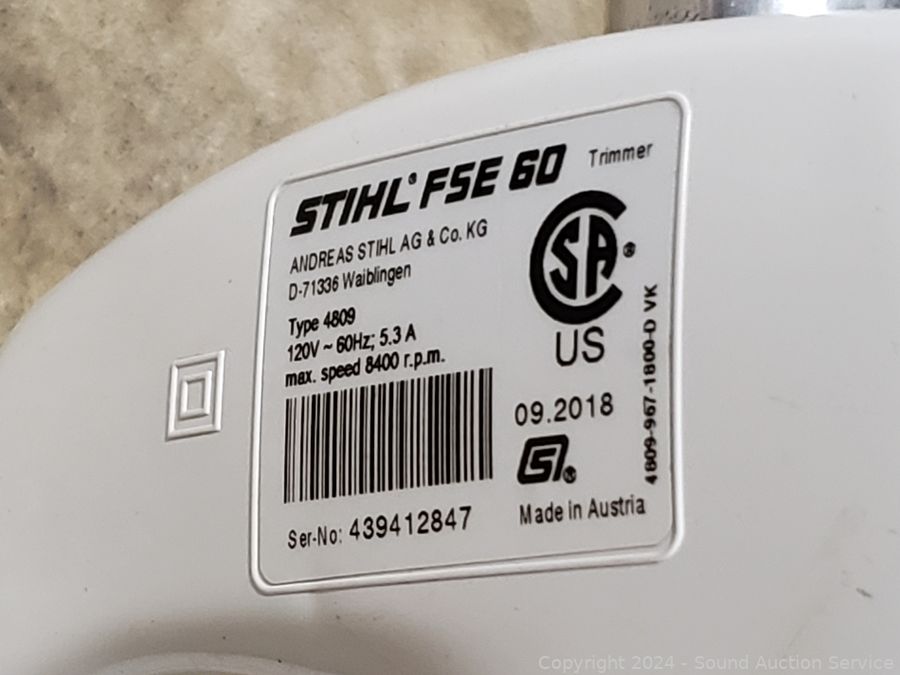 STIHL® FSE 60 Trimmer
ANDREAS STIHL AG & Co. KG
D-71336 Waiblingen
Type 4809
120V ~ 60Hz; 5.3 A
max. speed 8400 r.p.m.
Ser-No: 439412847
SA®
US
09.2018
®
Made in Austria
4809-967-1800-D VK
Copyright © 2024 - Sound Auction Service